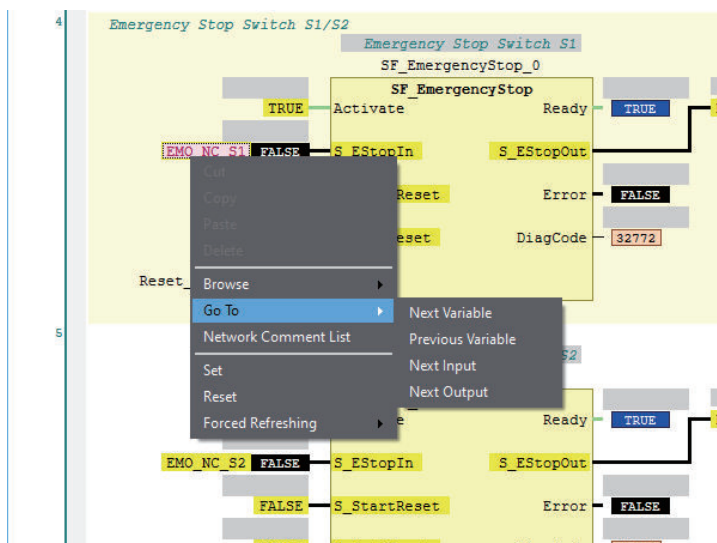 4
Emergency Stop Switch S1/S2
Emergency Stop Switch S1
SF_EmergencyStop_0
SF_EmergencyStop
TRUE Activate Ready TRUE
EMO_NC_S1 FALSE S_EStopIn S_EStopOut
Cut
Copy
Paste
Delete
Reset Error FALSE
eset DiagCode 32772
Reset_
Browse
Go To
Network Comment List
Set
Reset
Forced Refreshing
Next Variable
Previous Variable
Next Input
Next Output
5
S2
e Ready TRUE
EMO_NC_S2 FALSE S_EStopIn S_EStopOut
FALSE S_StartReset Error FALSE